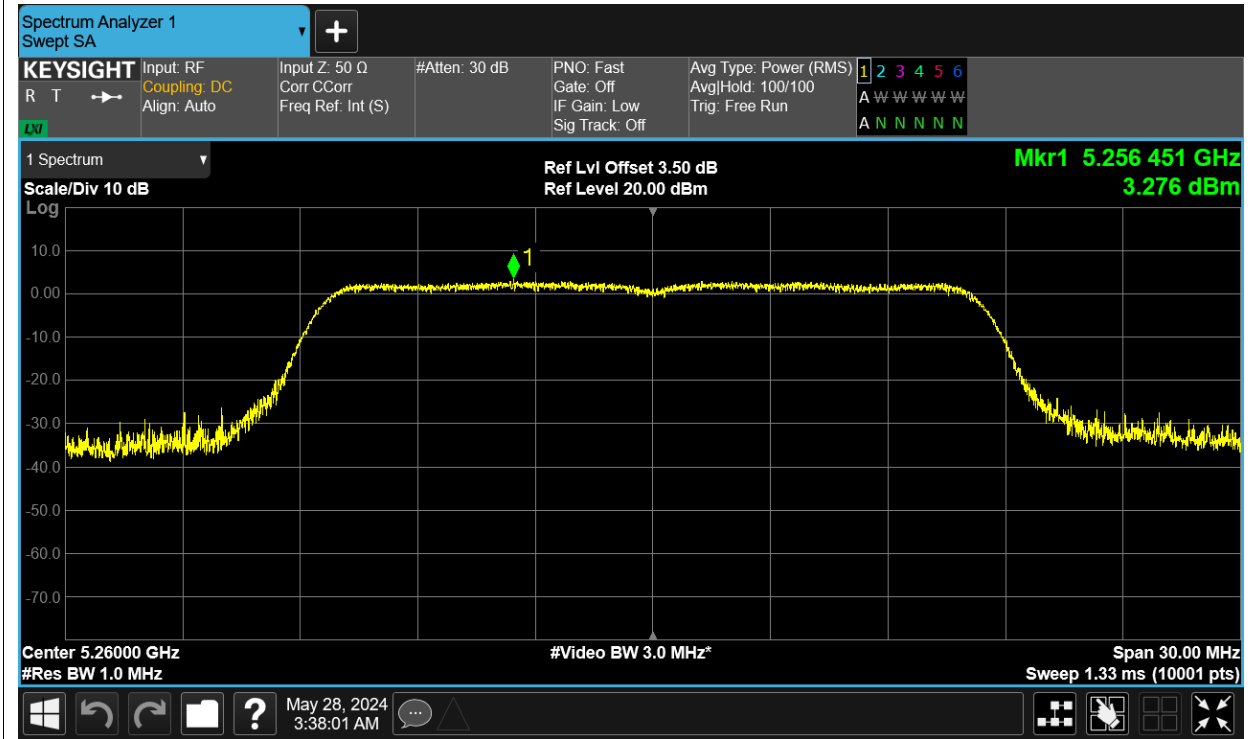 Spectrum Analyzer 1
Swept SA
KEYSIGHT
R T
LXI
Input: RF
Coupling: DC
Align: Auto
Input Z: 50 Ω
Corr CCorr
Freq Ref: Int (S)
#Atten: 30 dB
PNO: Fast
Gate: Off
IF Gain: Low
Sig Track: Off
Avg Type: Power (RMS)
Avg|Hold: 100/100
Trig: Free Run
1 2 3 4 5 6
A W W W W W
A N N N N N
1 Spectrum
Scale/Div 10 dB
Log
Ref Lvl Offset 3.50 dB
Ref Level 20.00 dBm
Mkr1 5.256 451 GHz
3.276 dBm
1
10.0
0.00
-10.0
-20.0
-30.0
-40.0
-50.0
-60.0
-70.0
Center 5.26000 GHz
#Res BW 1.0 MHz
#Video BW 3.0 MHz*
Span 30.00 MHz
Sweep 1.33 ms (10001 pts)
?
May 28, 2024
3:38:01 AM